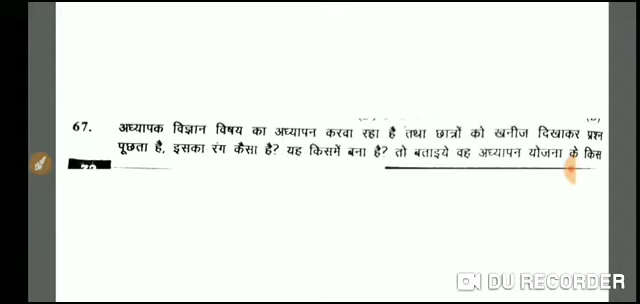 67. अध्यापक विज्ञान विषय का अध्यापन करवा रहा है तथा छात्रों को खनीज दिखाकर प्रश्न
पूछता है, इसका रंग कैसा है? यह किसमें बना है? तो बताइये वह अध्यापन योजना के किस
DU RECORDER